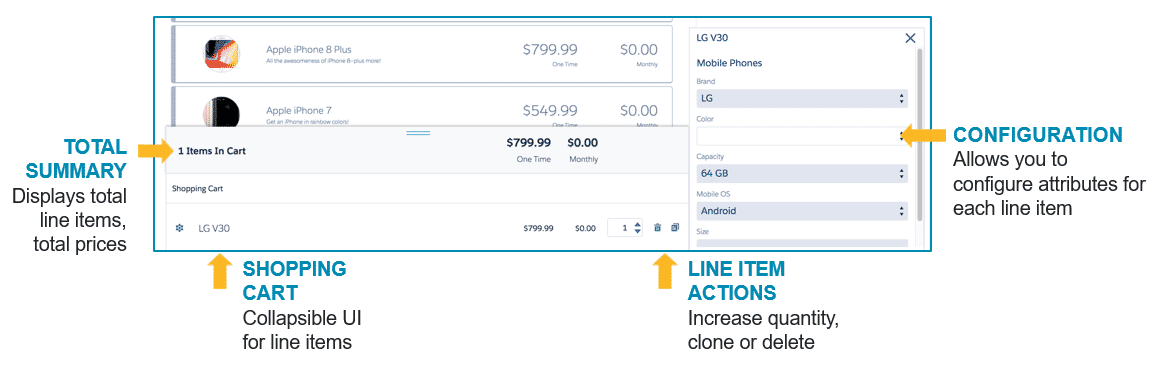 Apple iPhone 8 Plus
All the awesomeness of iPhone 8-plus more!
$799.99
One Time
$0.00
Monthly
Apple iPhone 7
Get an iPhone in rainbow colors!
$549.99
One Time
$0.00
Monthly
1 Items In Cart
$799.99
One Time
$0.00
Monthly
Shopping Cart
LG V30
$799.99
$0.00
1
LG V30
Mobile Phones
Brand
LG
Color
Capacity
64 GB
Mobile OS
Android
Size
TOTAL
SUMMARY
Displays total
line items,
total prices
SHOPPING
CART
Collapsible UI
for line items
LINE ITEM
ACTIONS
Increase quantity,
clone or delete
CONFIGURATION
Allows you to
configure attributes for
each line item